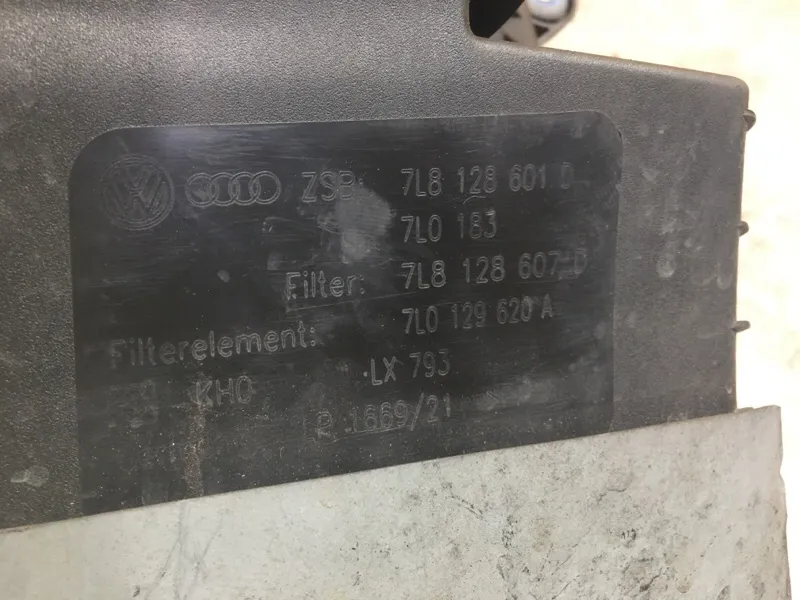 VW ZSB: 7L8 128 601 D
7L0 183
Filter: 7L8 128 607 D
Filterelement: 7L0 129 620 A
KHO LX 793
R 1669/21